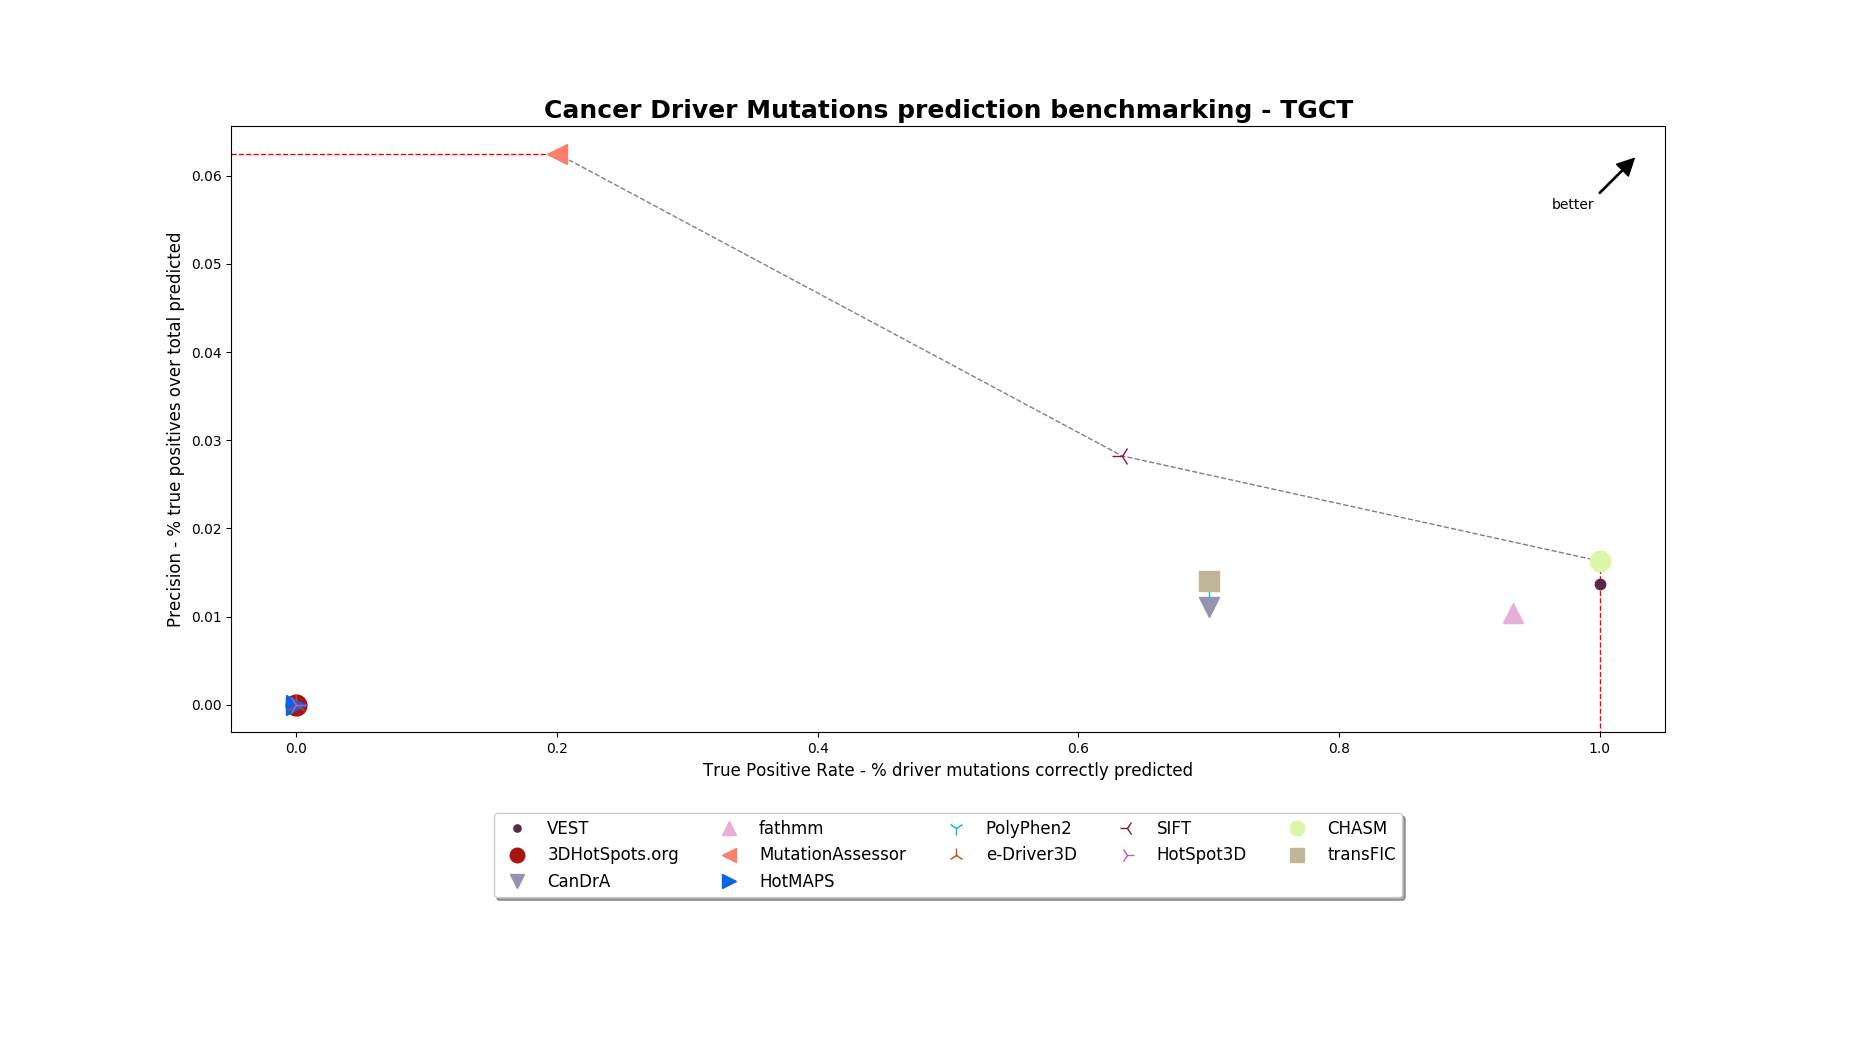 Cancer Driver Mutations prediction benchmarking - TGCT
better
Precision - % true positives over total predicted
0.06
0.05
0.04
0.03
0.02
0.01
0.00
0.0 0.2 0.4 0.6 0.8 1.0
True Positive Rate - % driver mutations correctly predicted
VEST fathmm PolyPhen2 SIFT CHASM
3DHotSpots.org MutationAssessor e-Driver3D HotSpot3D transFIC
CanDrA HotMAPS